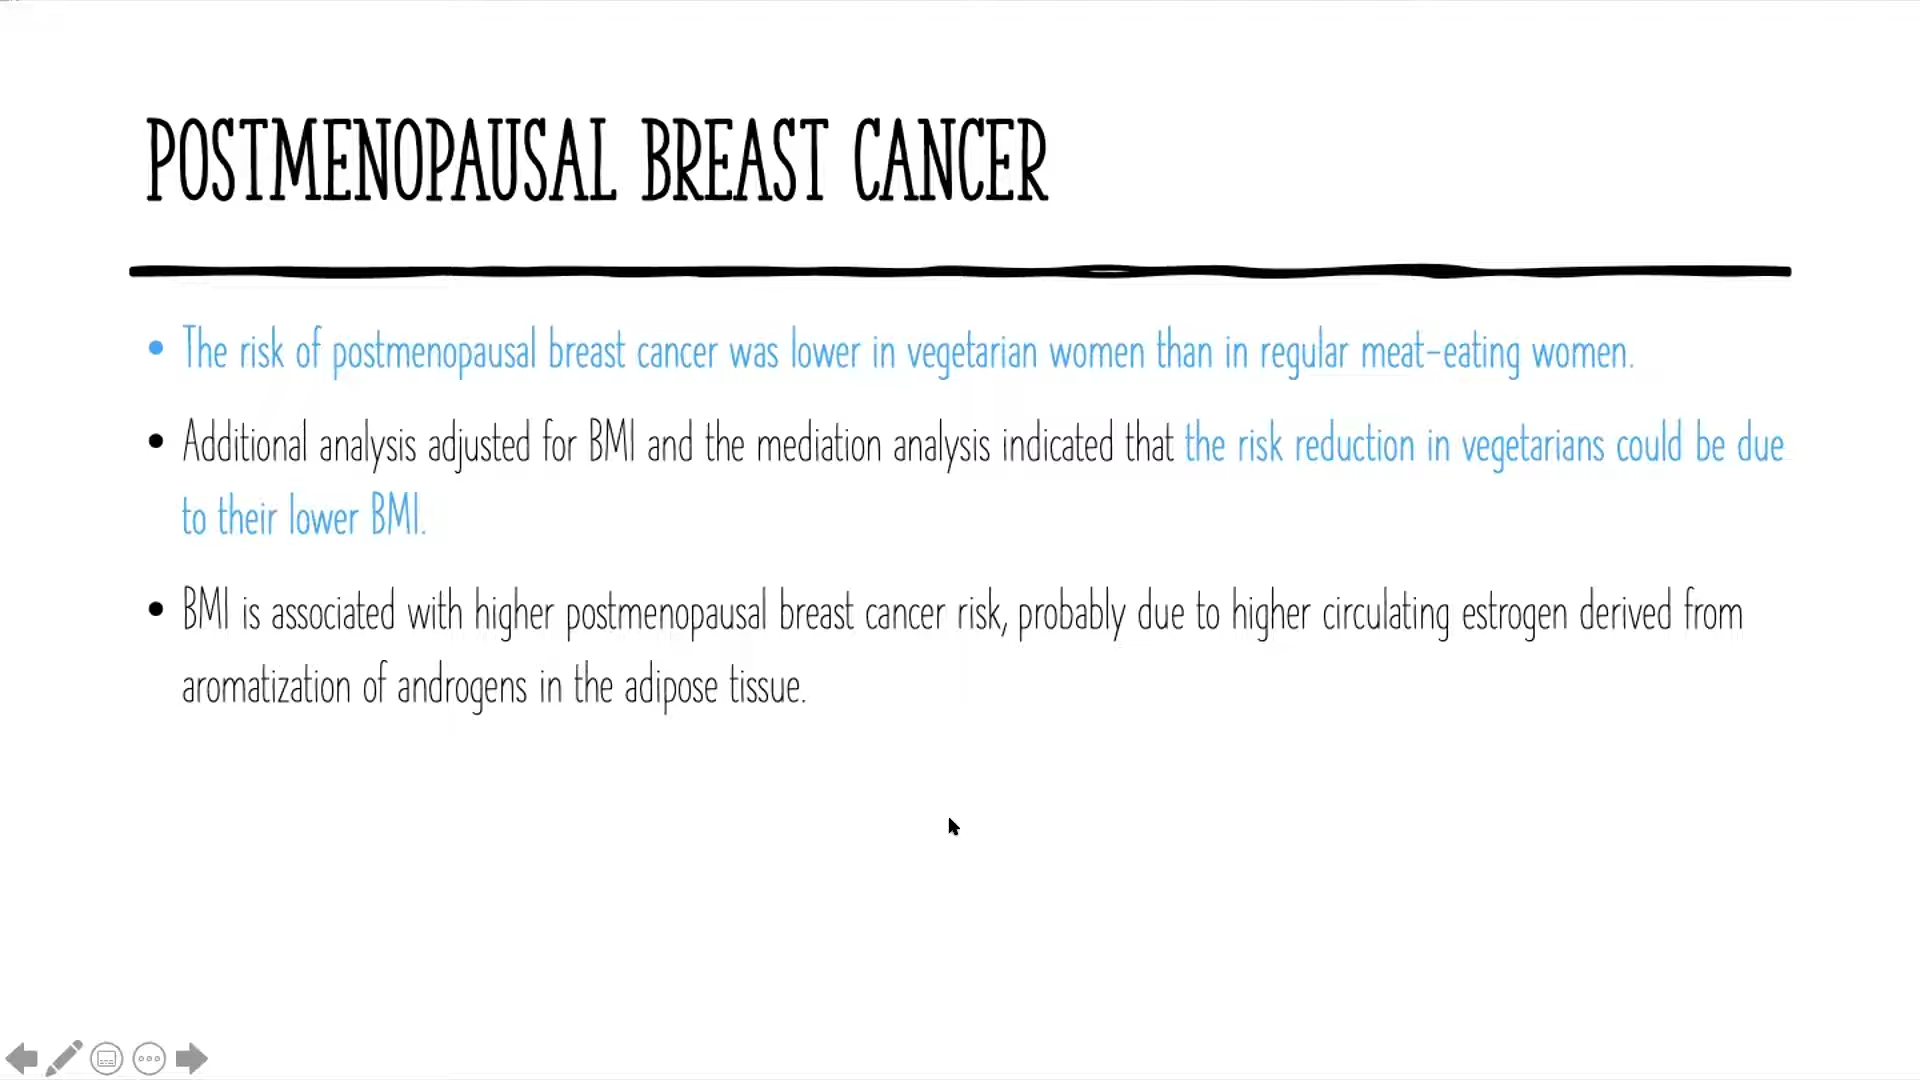 POSTMENOPAUSAL BREAST CANCER
• The risk of postmenopausal breast cancer was lower in vegetarian women than in regular meat-eating women.
• Additional analysis adjusted for BMI and the mediation analysis indicated that the risk reduction in vegetarians could be due
to their lower BMI.
• BMI is associated with higher postmenopausal breast cancer risk, probably due to higher circulating estrogen derived from
aromatization of androgens in the adipose tissue.